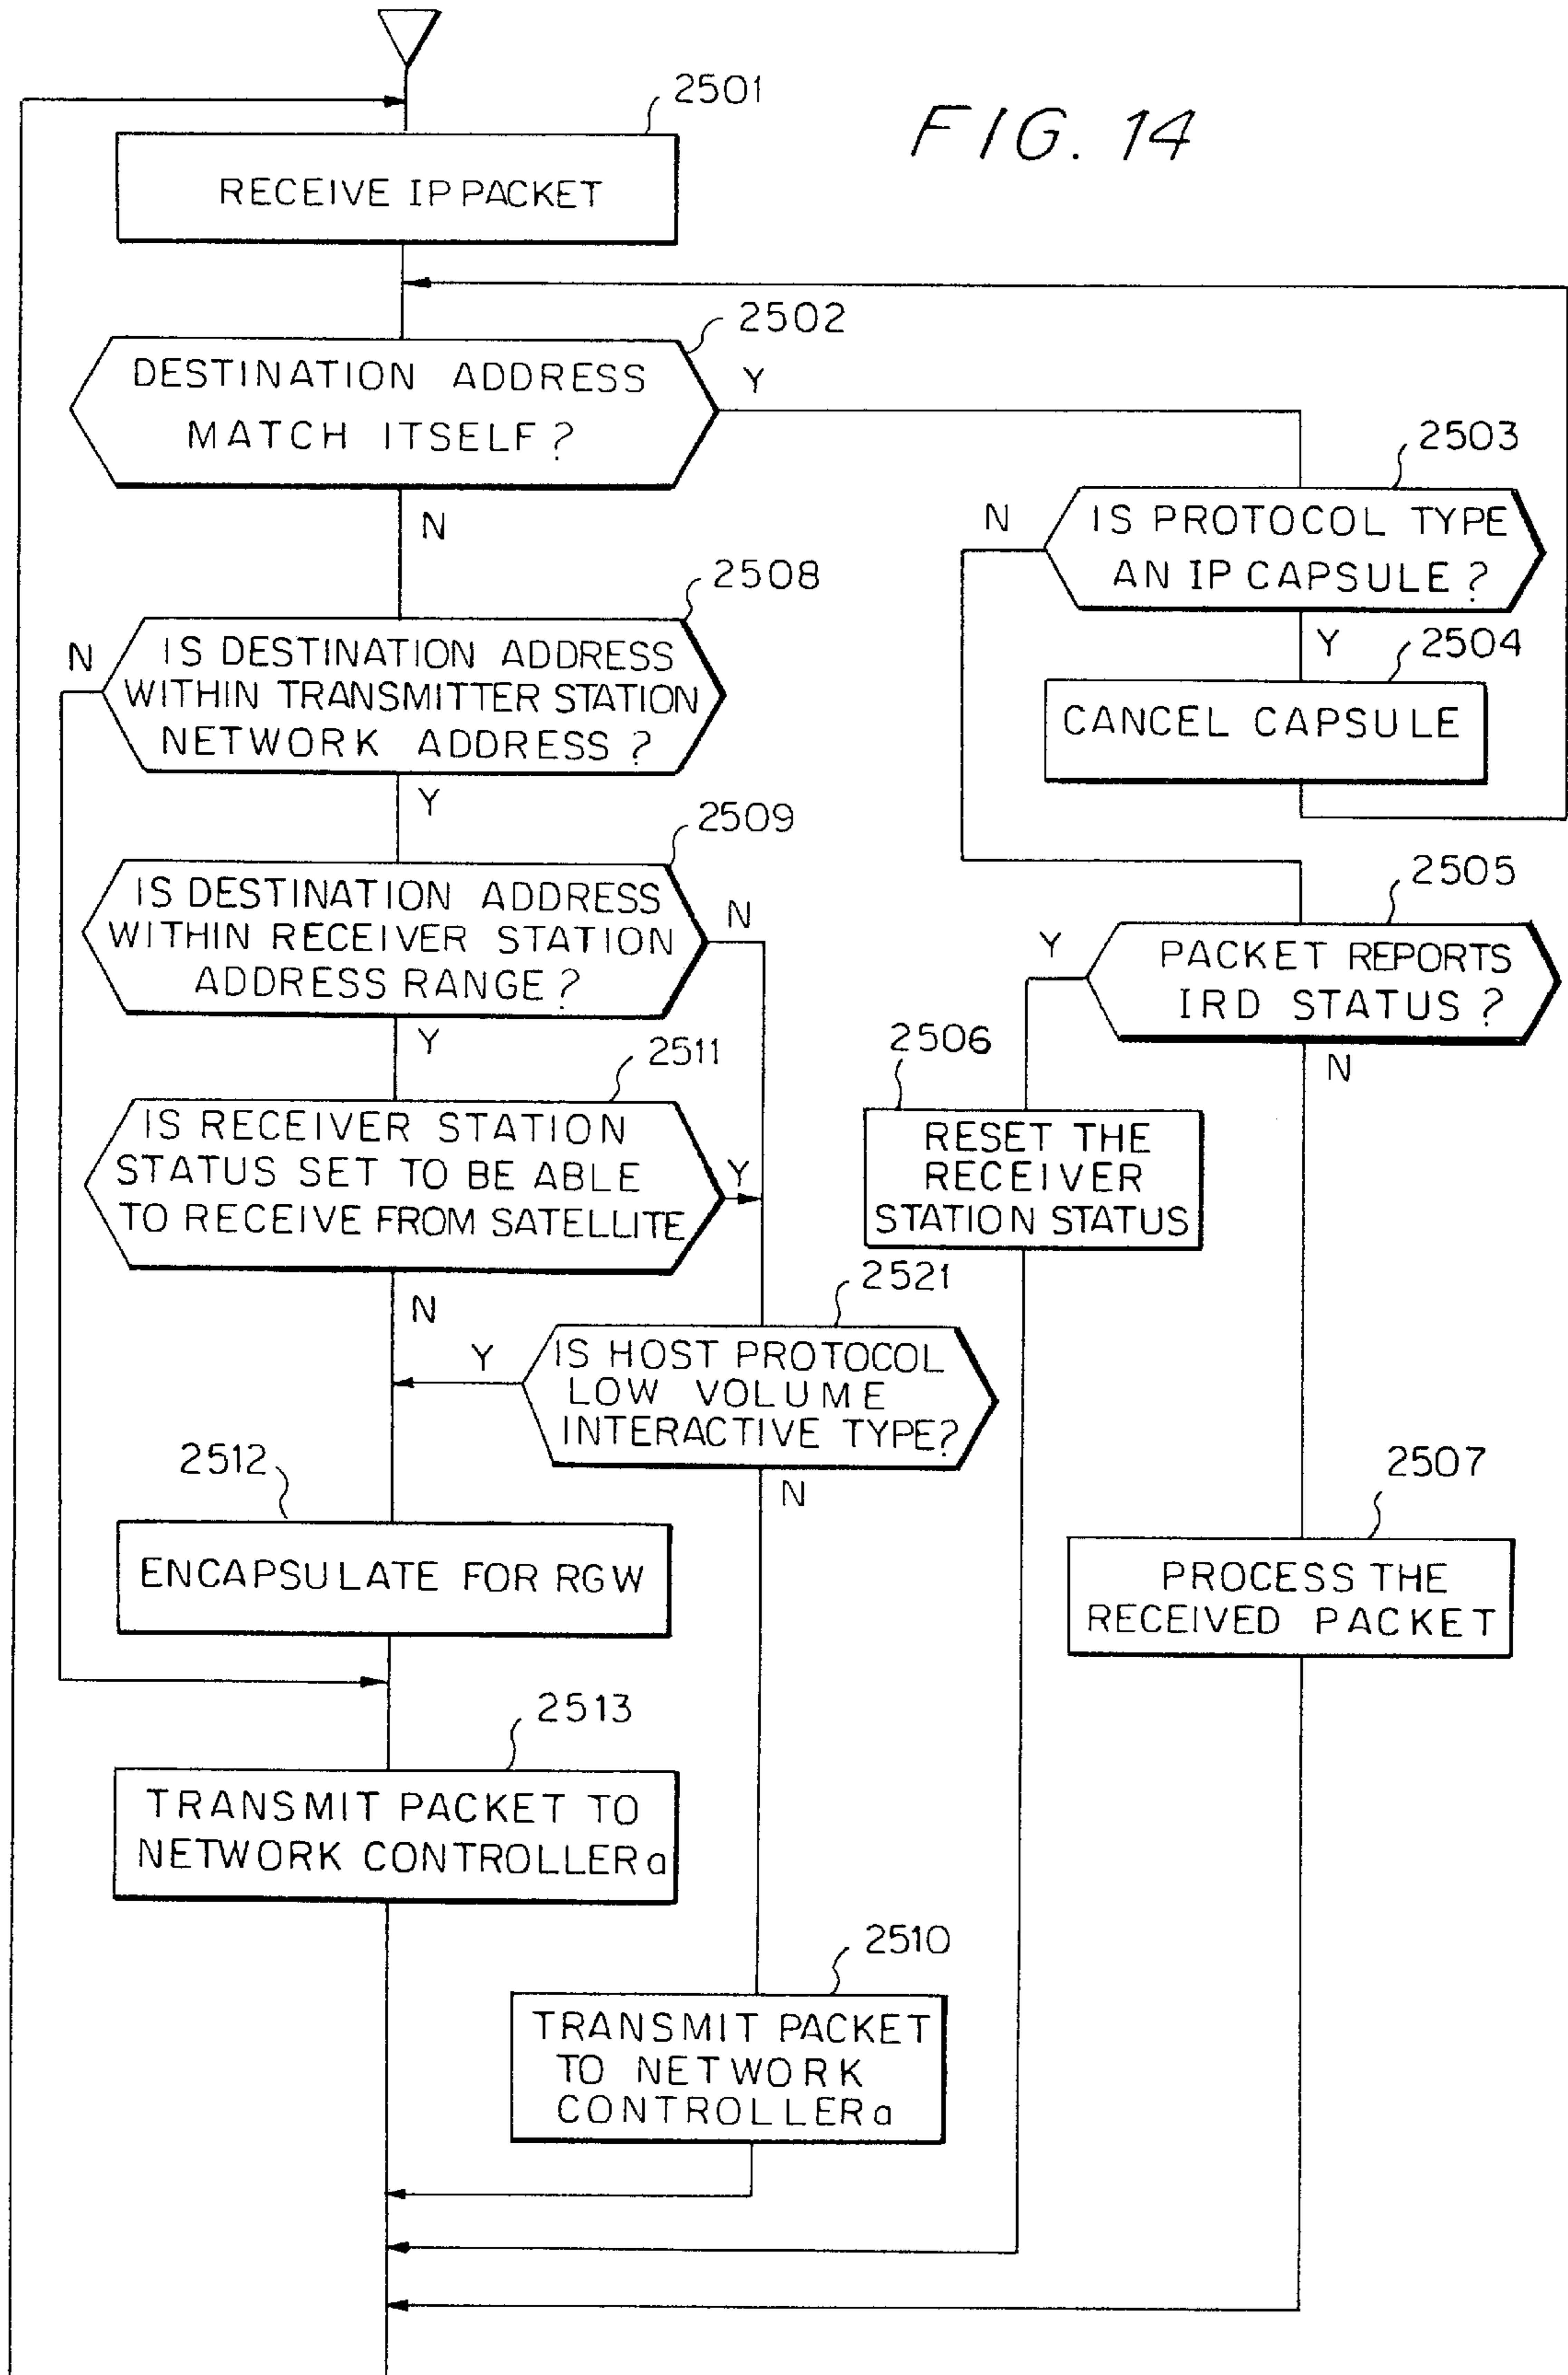 FIG. 14
2501
RECEIVE IP PACKET
2502
DESTINATION ADDRESS
MATCH ITSELF?
Y
N
2503
IS PROTOCOL TYPE
AN IP CAPSULE?
N
Y
2504
CANCEL CAPSULE
2508
IS DESTINATION ADDRESS
WITHIN TRANSMITTER STATION
NETWORK ADDRESS?
N
Y
2509
IS DESTINATION ADDRESS
WITHIN RECEIVER STATION
ADDRESS RANGE?
N
Y
2505
PACKET REPORTS
IRD STATUS?
Y
N
2506
RESET THE
RECEIVER
STATION STATUS
2511
IS RECEIVER STATION
STATUS SET TO BE ABLE
TO RECEIVE FROM SATELLITE
Y
N
2521
IS HOST PROTOCOL
LOW VOLUME
INTERACTIVE TYPE?
Y
N
2512
ENCAPSULATE FOR RGW
2507
PROCESS THE
RECEIVED PACKET
2513
TRANSMIT PACKET TO
NETWORK CONTROLLER a
2510
TRANSMIT PACKET
TO NETWORK
CONTROLLER a